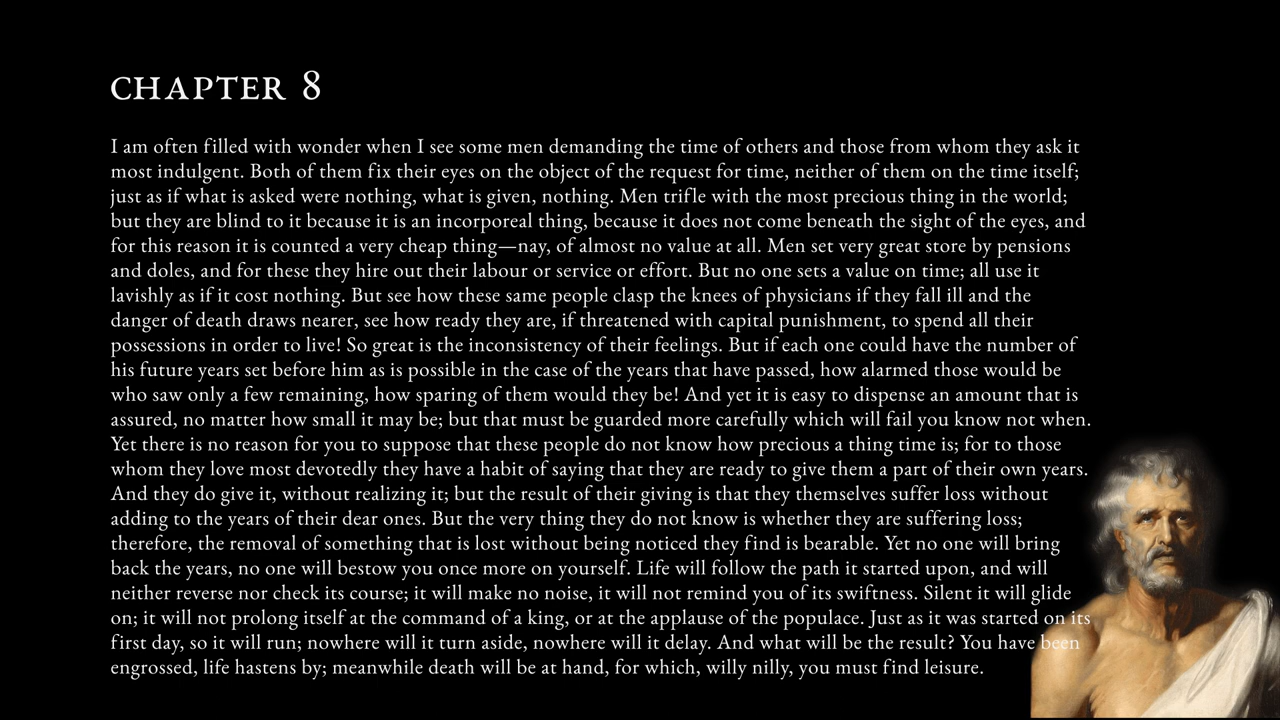 CHAPTER 8
I am often filled with wonder when I see some men demanding the time of others and those from whom they ask it
most indulgent. Both of them fix their eyes on the object of the request for time, neither of them on the time itself;
just as if what is asked were nothing, what is given, nothing. Men trifle with the most precious thing in the world;
but they are blind to it because it is an incorporeal thing, because it does not come beneath the sight of the eyes, and
for this reason it is counted a very cheap thing—nay, of almost no value at all. Men set very great store by pensions
and doles, and for these they hire out their labour or service or effort. But no one sets a value on time; all use it
lavishly as if it cost nothing. But see how these same people clasp the knees of physicians if they fall ill and the
danger of death draws nearer, see how ready they are, if threatened with capital punishment, to spend all their
possessions in order to live! So great is the inconsistency of their feelings. But if each one could have the number of
his future years set before him as is possible in the case of the years that have passed, how alarmed those would be
who saw only a few remaining, how sparing of them would they be! And yet it is easy to dispense an amount that is
assured, no matter how small it may be; but that must be guarded more carefully which will fail you know not when.
Yet there is no reason for you to suppose that these people do not know how precious a thing time is; for to those
whom they love most devotedly they have a habit of saying that they are ready to give them a part of their own years.
And they do give it, without realizing it; but the result of their giving is that they themselves suffer loss without
adding to the years of their dear ones. But the very thing they do not know is whether they are suffering loss;
therefore, the removal of something that is lost without being noticed they find is bearable. Yet no one will bring
back the years, no one will bestow you once more on yourself. Life will follow the path it started upon, and will
neither reverse nor check its course; it will make no noise, it will not remind you of its swiftness. Silent it will glide
on; it will not prolong itself at the command of a king, or at the applause of the populace. Just as it was started on its
first day, so it will run; nowhere will it turn aside, nowhere will it delay. And what will be the result? You have been
engrossed, life hastens by; meanwhile death will be at hand, for which, willy nilly, you must find leisure.